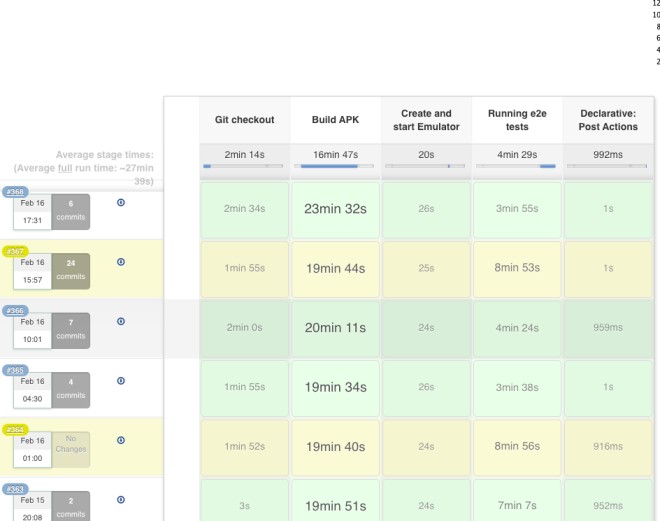 12
10
8
6
4
2
Git checkout
Build APK
Create and
start Emulator
Running e2e
tests
Declarative:
Post Actions
Average stage times:
(Average full run time: ~27min
39s)
2min 14s
16min 47s
20s
4min 29s
992ms
#368
Feb 16
17:31
6
commits
2min 34s
23min 32s
26s
3min 55s
1s
#367
Feb 16
15:57
24
commits
1min 55s
19min 44s
25s
8min 53s
1s
#366
Feb 16
10:01
7
commits
2min 0s
20min 11s
24s
4min 24s
959ms
#365
Feb 16
04:30
4
commits
1min 55s
19min 34s
26s
3min 38s
1s
#364
Feb 16
01:00
No
Changes
1min 52s
19min 40s
24s
8min 56s
916ms
#363
Feb 15
20:08
2
commits
3s
19min 51s
24s
7min 7s
952ms